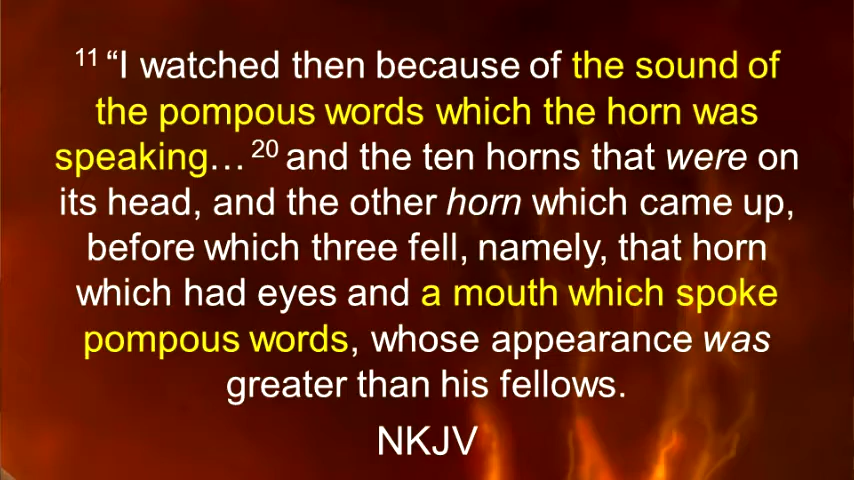 11 “I watched then because of the sound of
the pompous words which the horn was
speaking… 20 and the ten horns that were on
its head, and the other horn which came up,
before which three fell, namely, that horn
which had eyes and a mouth which spoke
pompous words, whose appearance was
greater than his fellows.
NKJV